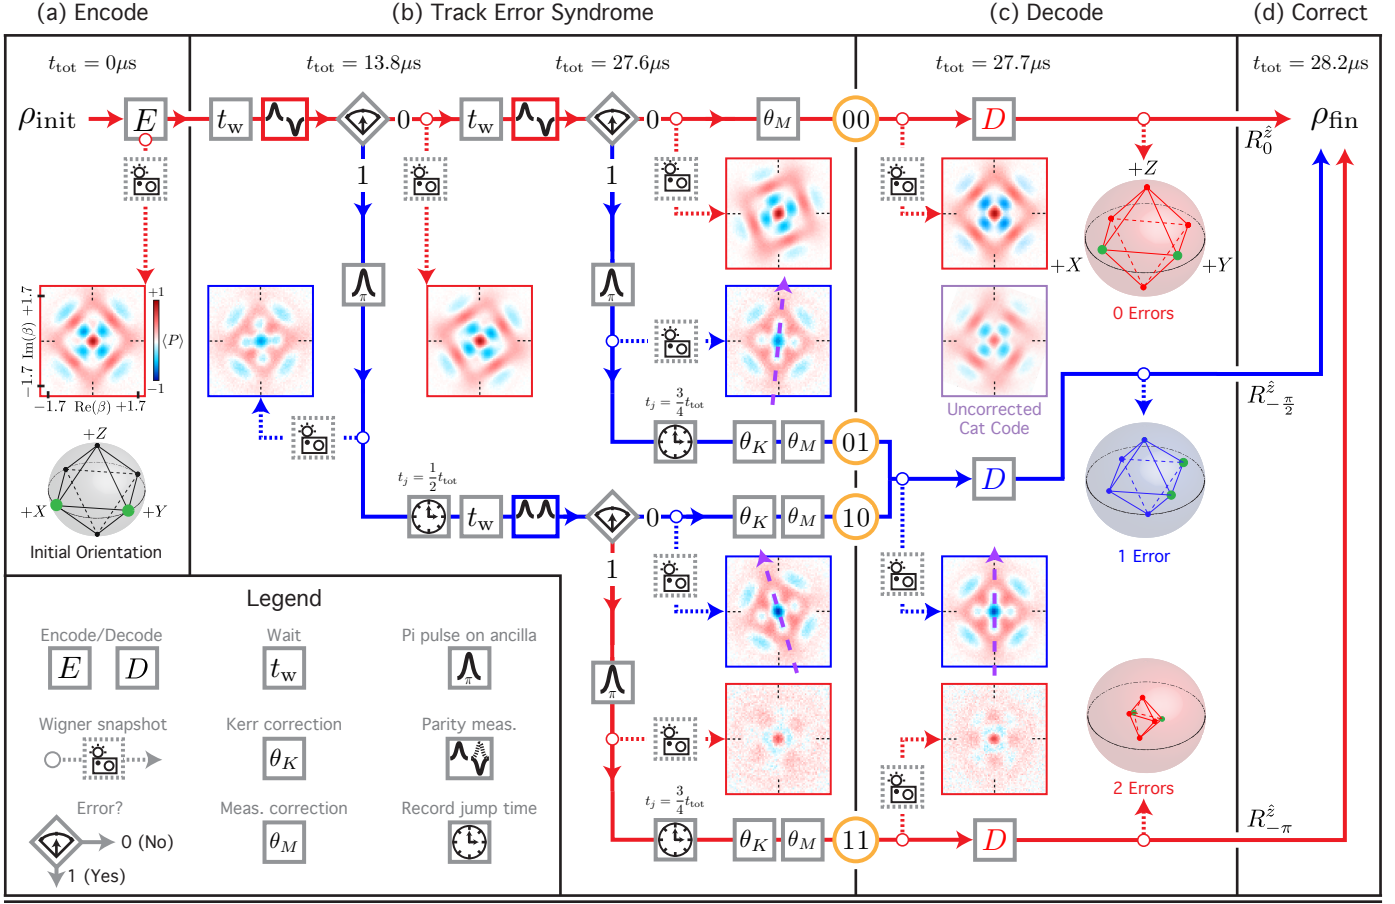 (a) Encode
(b) Track Error Syndrome
(c) Decode
(d) Correct
t_tot = 0μs
t_tot = 13.8μs
t_tot = 27.6μs
t_tot = 27.7μs
t_tot = 28.2μs
ρ_init
E
t_w
0
t_w
0
θ_M
00
D
R_0^ẑ
ρ_fin
1
1
+Z
+X
+Y
0 Errors
π
π
+1
⟨P⟩
−1
−1.7 Im(β) +1.7
−1.7 Re(β) +1.7
Uncorrected
Cat Code
R_{−π/2}^ẑ
+Z
+X
+Y
Initial Orientation
t_j = 3/4 t_tot
θ_K
θ_M
01
D
t_j = 1/2 t_tot
t_w
0
θ_K
θ_M
10
1 Error
1
π
2 Errors
t_j = 3/4 t_tot
θ_K
θ_M
11
D
R_{−π}^ẑ
Legend
Encode/Decode
Wait
Pi pulse on ancilla
E
D
t_w
π
Wigner snapshot
Kerr correction
Parity meas.
θ_K
Error?
Meas. correction
Record jump time
0 (No)
θ_M
1 (Yes)